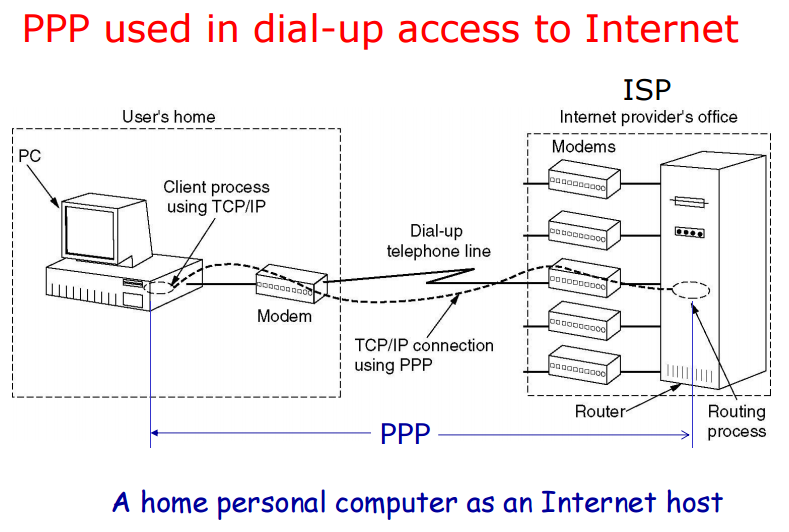 PPP used in dial-up access to Internet
ISP
User's home
Internet provider's office
PC
Modems
Client process
using TCP/IP
Dial-up
telephone line
Modem
TCP/IP connection
using PPP
Router
Routing
process
PPP
A home personal computer as an Internet host